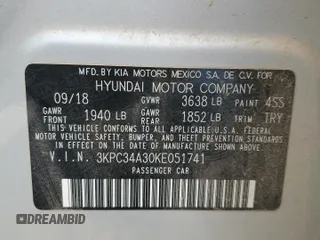 MFD. BY KIA MOTORS MEXICO S.A. DE C.V. FOR
HYUNDAI MOTOR COMPANY
09/18 GVWR 3638 LB PAINT 4SS
GAWR FRONT 1940 LB GAWR REAR 1852 LB TRIM TRY
THIS VEHICLE CONFORMS TO ALL APPLICABLE U.S. FEDERAL
MOTOR VEHICLE SAFETY, BUMPER, AND THEFT PREVENTION STANDARDS
IN EFFECT ON THE DATE OF MANUFACTURE SHOWN ABOVE.
V.I.N. 3KPC34A30KE051741
PASSENGER CAR
© CARFAST.EXPRESS